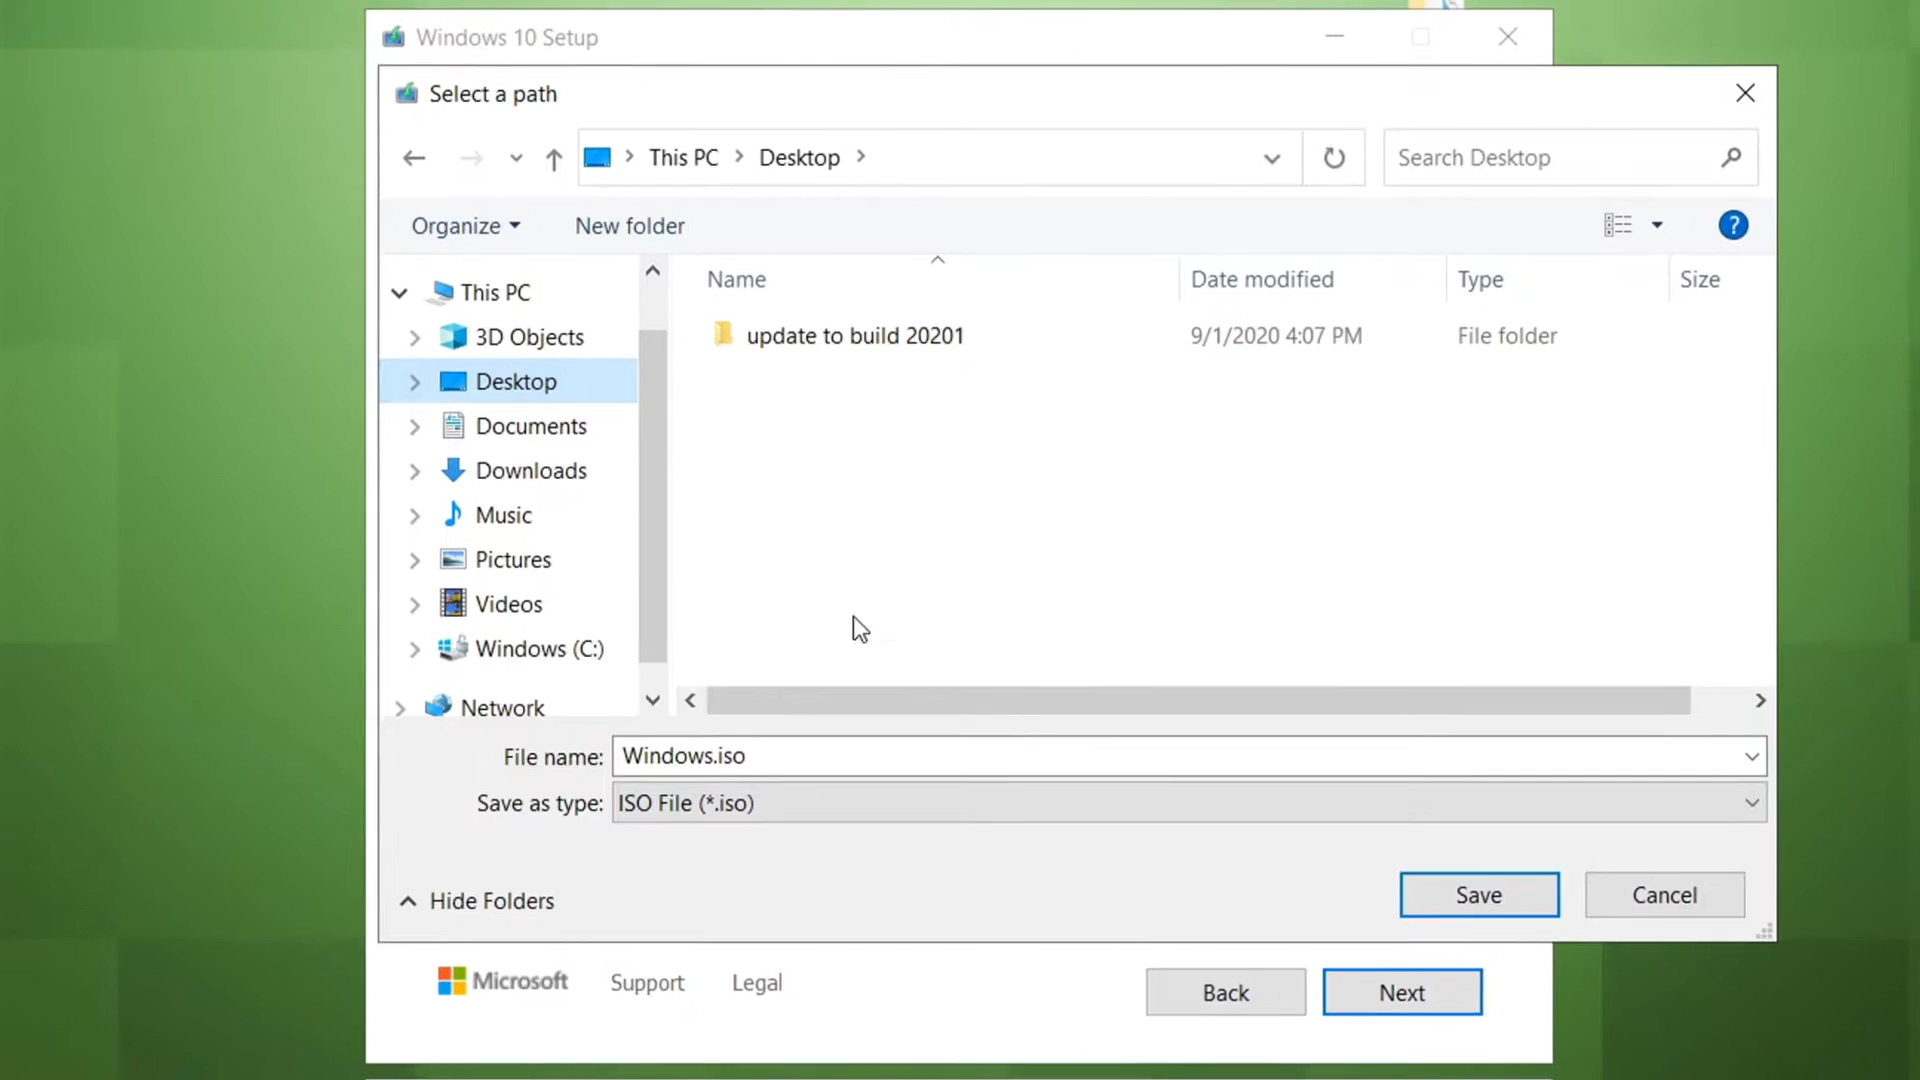 Windows 10 Setup
Select a path
This PC
Desktop
Search Desktop
Organize
New folder
?
This PC
3D Objects
Desktop
Documents
Downloads
Music
Pictures
Videos
Windows (C:)
Network
Name
Date modified
Type
Size
update to build 20201
9/1/2020 4:07 PM
File folder
File name:
Windows.iso
Save as type:
ISO File (*.iso)
Hide Folders
Save
Cancel
Microsoft
Support
Legal
Back
Next